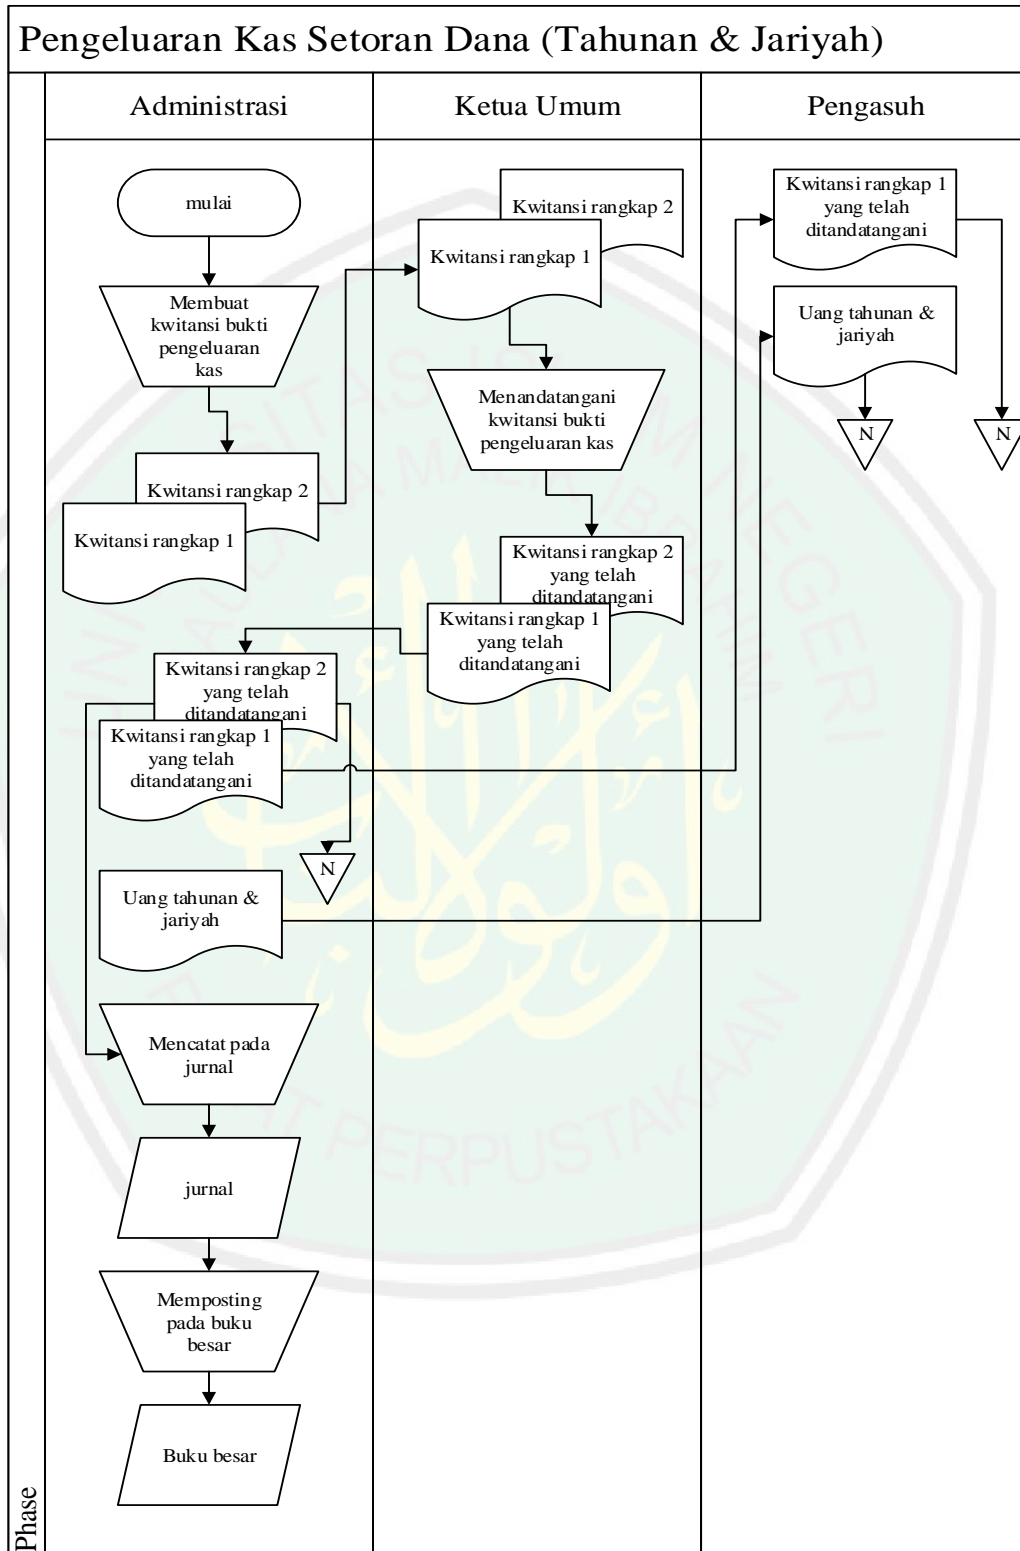 Pengeluaran Kas Setoran Dana (Tahunan & Jariyah)
Administrasi
Ketua Umum
Pengasuh
mulai
Membuat
kwitansi bukti
pengeluaran
kas
Kwitansi rangkap 2
Kwitansi rangkap 1
Kwitansi rangkap 2
Kwitansi rangkap 1
Menandatangani
kwitansi bukti
pengeluaran kas
Kwitansi rangkap 2
yang telah
ditandatangani
Kwitansi rangkap 1
yang telah
ditandatangani
Kwitansi rangkap 2
yang telah
ditandatangani
Kwitansi rangkap 1
yang telah
ditandatangani
N
Uang tahunan &
jariyah
Mencatat pada
jurnal
jurnal
Memposting
pada buku
besar
Buku besar
Kwitansi rangkap 1
yang telah
ditandatangani
Uang tahunan &
jariyah
N
N
Phase